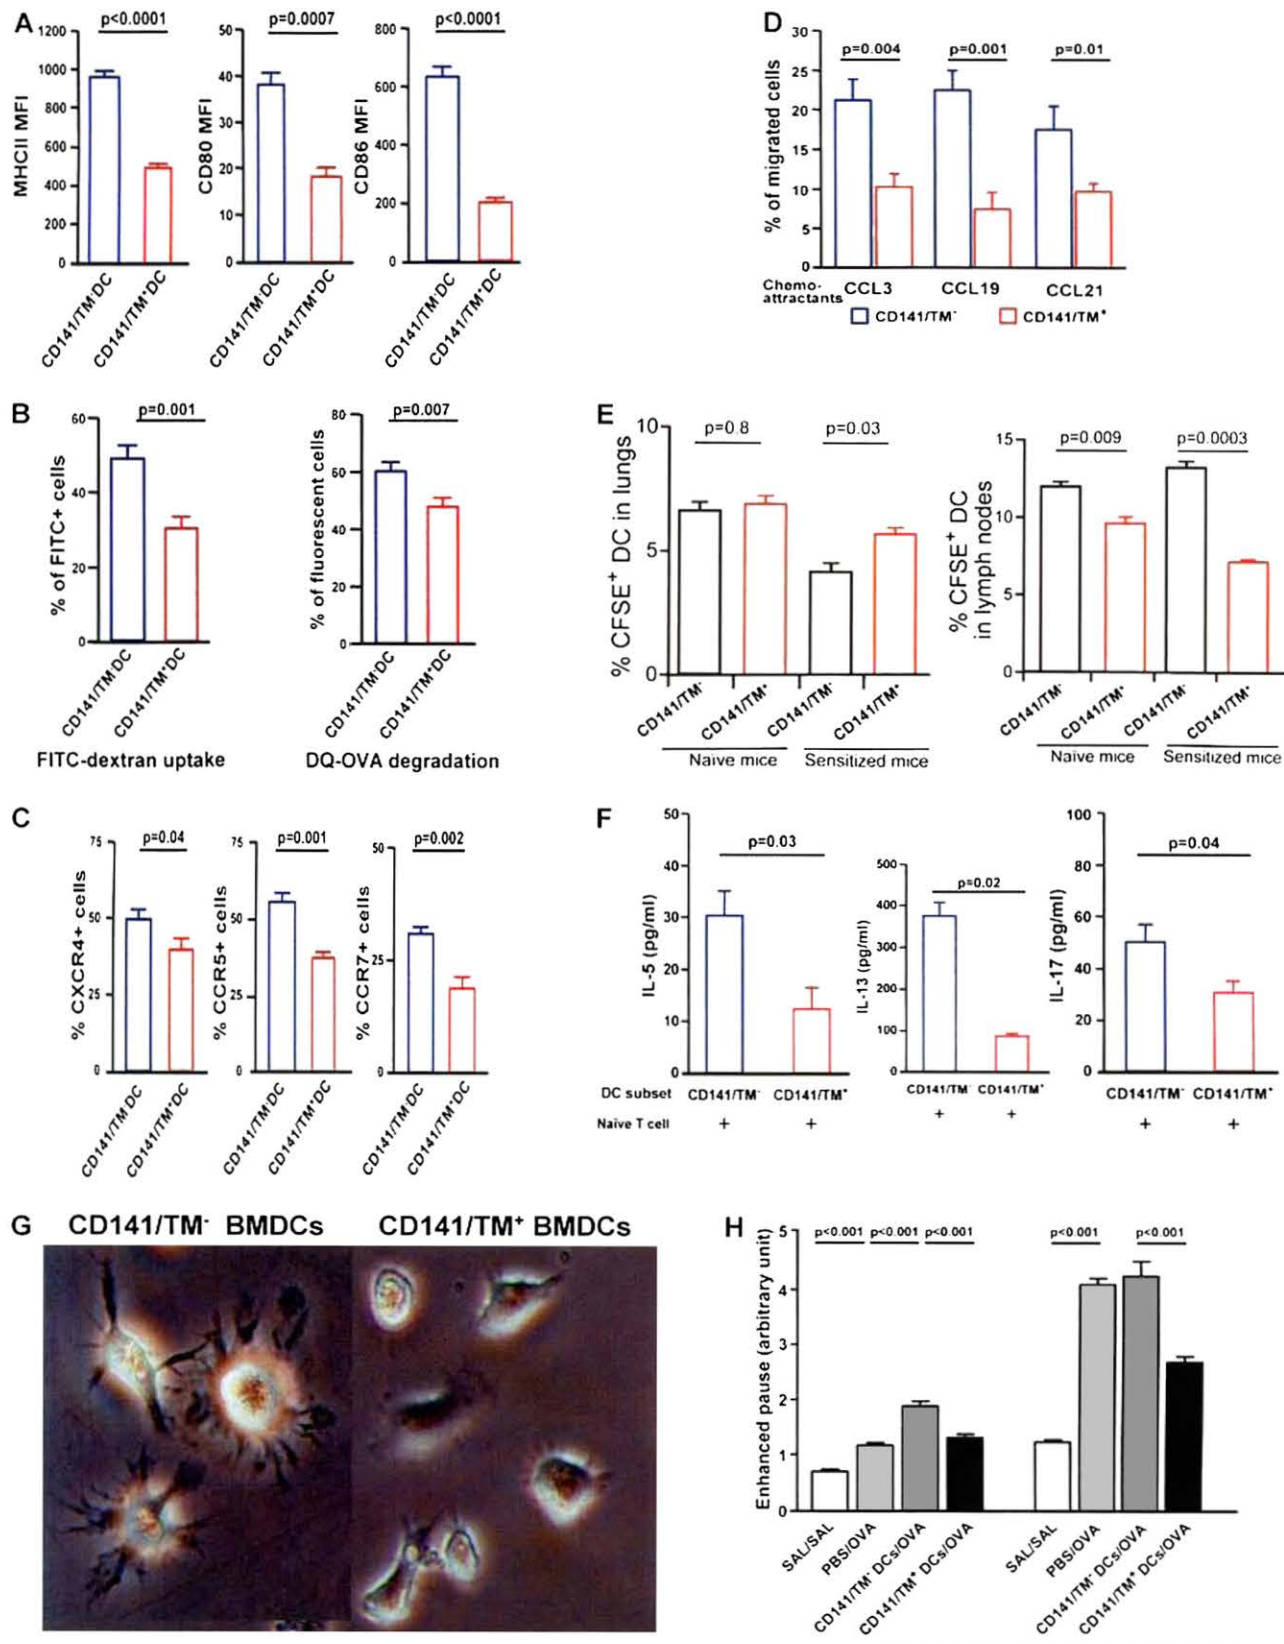 A
p<0.0001
p=0.0007
p<0.0001
MHCII MFI
1200
1000
800
600
400
200
0
CD80 MFI
50
40
30
20
10
0
CD86 MFI
800
600
400
200
0
CD141/TM⁻DC
CD141/TM⁺DC
CD141/TM⁻DC
CD141/TM⁺DC
CD141/TM⁻DC
CD141/TM⁺DC
B
p=0.001
p=0.007
% of FITC+ cells
60
40
20
0
% of fluorescent cells
80
60
40
20
0
CD141/TM⁻DC
CD141/TM⁺DC
CD141/TM⁻DC
CD141/TM⁺DC
FITC-dextran uptake
DQ-OVA degradation
C
p=0.04
p=0.001
p=0.002
% CXCR4+ cells
75
50
25
0
% CCR5+ cells
75
50
25
0
% CCR7+ cells
50
25
0
CD141/TM⁻DC
CD141/TM⁺DC
CD141/TM⁻DC
CD141/TM⁺DC
CD141/TM⁻DC
CD141/TM⁺DC
D
% of migrated cells
30
25
20
15
10
5
0
p=0.004
p=0.001
p=0.01
Chemo-
attractants
CCL3
CCL19
CCL21
CD141/TM⁻
CD141/TM⁺
E
% CFSE⁺ DC in lungs
10
5
0
p=0.8
p=0.03
CD141/TM⁻
CD141/TM⁺
CD141/TM⁻
CD141/TM⁺
Naïve mice
Sensitized mice
% CFSE⁺ DC
in lymph nodes
15
10
5
0
p=0.009
p=0.0003
CD141/TM⁻
CD141/TM⁺
CD141/TM⁻
CD141/TM⁺
Naïve mice
Sensitized mice
F
IL-5 (pg/ml)
50
40
30
20
10
0
p=0.03
IL-13 (pg/ml)
500
400
300
200
100
0
p=0.02
IL-17 (pg/ml)
100
80
60
40
20
0
p=0.04
DC subset
CD141/TM⁻
CD141/TM⁺
CD141/TM⁻
CD141/TM⁺
CD141/TM⁻
CD141/TM⁺
Naïve T cell
+
+
+
+
+
+
G
CD141/TM⁻ BMDCs
CD141/TM⁺ BMDCs
H
Enhanced pause (arbitrary unit)
5
4
3
2
1
0
p<0.001
p<0.001
p<0.001
p<0.001
p<0.001
SAL/SAL
PBS/OVA
CD141/TM⁻ DCs/OVA
CD141/TM⁺ DCs/OVA
SAL/SAL
PBS/OVA
CD141/TM⁻ DCs/OVA
CD141/TM⁺ DCs/OVA